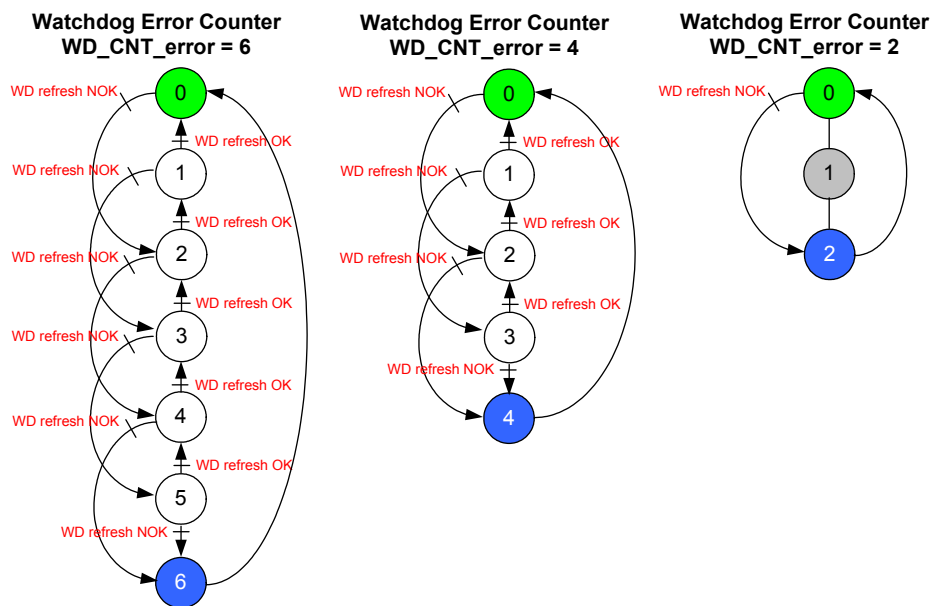 Watchdog Error Counter
WD_CNT_error = 6
WD refresh NOK
0
WD refresh OK
WD refresh NOK
1
WD refresh OK
2
WD refresh NOK
WD refresh OK
WD refresh NOK
3
WD refresh OK
WD refresh NOK
4
WD refresh OK
5
WD refresh NOK
6
Watchdog Error Counter
WD_CNT_error = 4
WD refresh NOK
0
WD refresh OK
WD refresh NOK
1
WD refresh OK
WD refresh NOK
2
WD refresh OK
3
WD refresh NOK
4
Watchdog Error Counter
WD_CNT_error = 2
WD refresh NOK
0
1
2